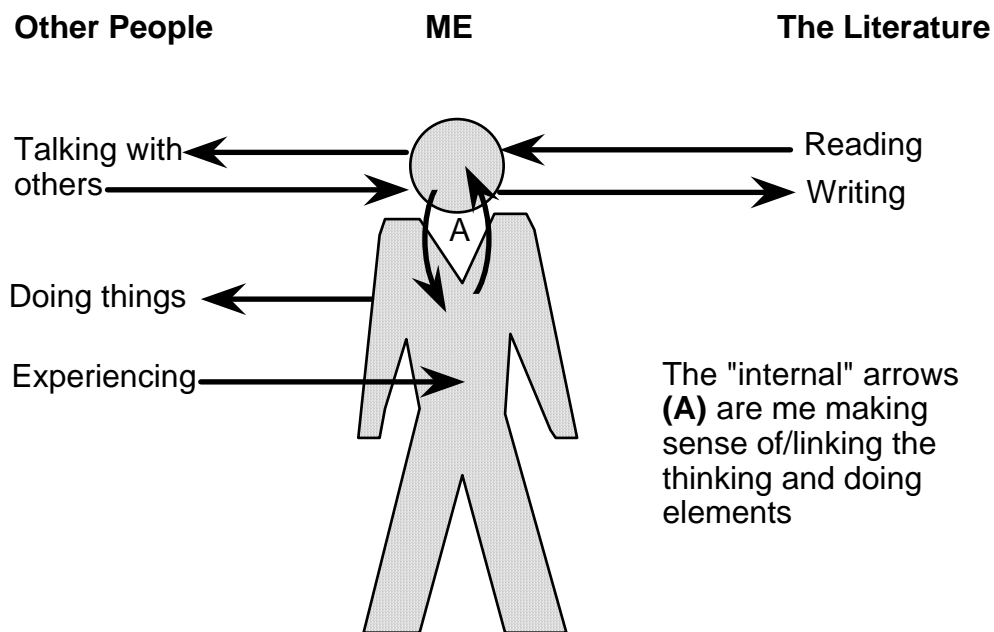 Other People ME The Literature
Talking with
others
Reading
Writing
A
Doing things
Experiencing
The "internal" arrows
(A) are me making
sense of/linking the
thinking and doing
elements